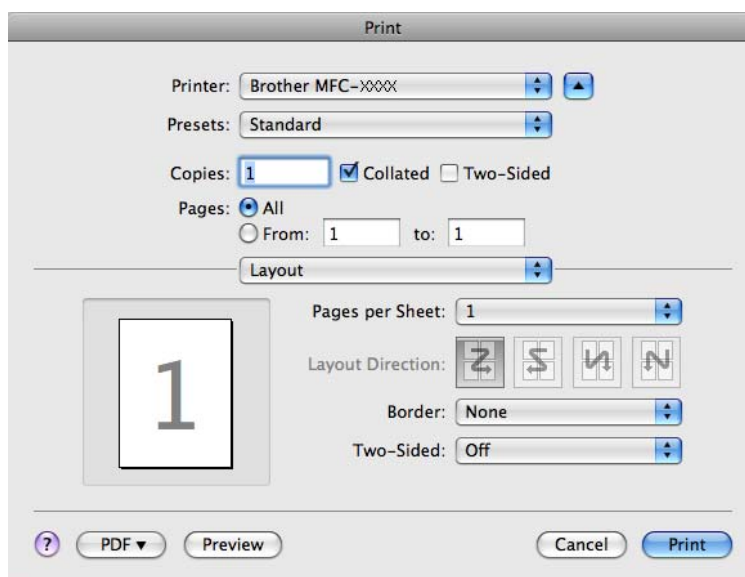 Print
Printer: Brother MFC-XXXX
Presets: Standard
Copies: 1 Collated Two-Sided
Pages: All
From: 1 to: 1
Layout
Pages per Sheet: 1
Layout Direction:
Border: None
Two-Sided: Off
1
? PDF ▼ Preview Cancel Print